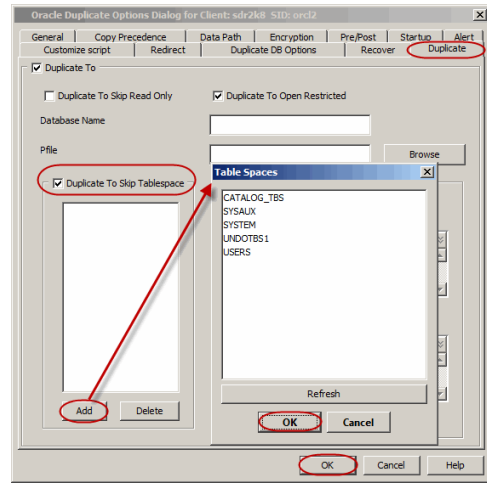 Oracle Duplicate Options Dialog for Client: sdr2k8 SID: orcl2
General Copy Precedence Data Path Encryption Pre/Post Startup Alert
Customize script Redirect Duplicate DB Options Recover Duplicate
Duplicate To
Duplicate To Skip Read Only Duplicate To Open Restricted
Database Name
Pfile Browse
Duplicate To Skip Tablespace
Table Spaces
CATALOG_TBS
SYSAUX
SYSTEM
UNDOTBS1
USERS
Refresh
Add Delete
OK Cancel
OK Cancel Help